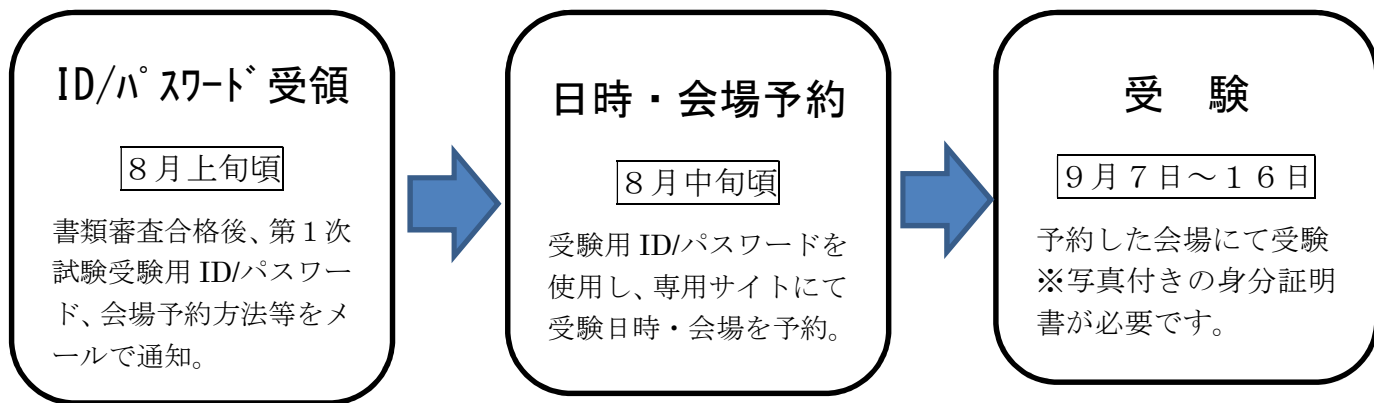 ID/ﾊﾟｽﾜｰﾄﾞ受領
８月上旬頃
書類審査合格後、第１次
試験受験用 ID/パスワー
ド、会場予約方法等をメ
ールで通知。
日時・会場予約
８月中旬頃
受験用 ID/パスワードを
使用し、専用サイトにて
受験日時・会場を予約。
受　験
９月７日～１６日
予約した会場にて受験
※写真付きの身分証明
書が必要です。